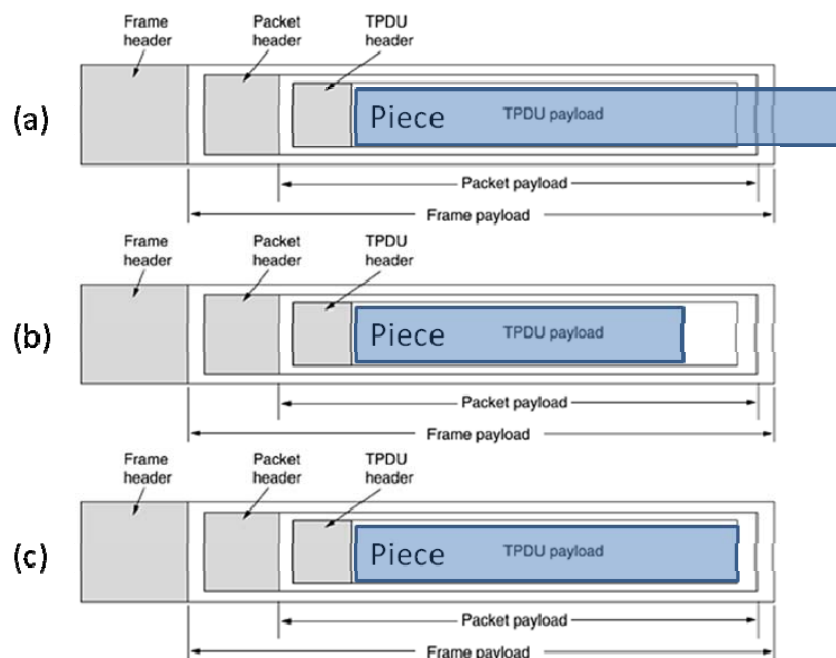 Frame header
Packet header
TPDU header
(a)
Piece
TPDU payload
Packet payload
Frame payload
Frame header
Packet header
TPDU header
(b)
Piece
TPDU payload
Packet payload
Frame payload
Frame header
Packet header
TPDU header
(c)
Piece
TPDU payload
Packet payload
Frame payload